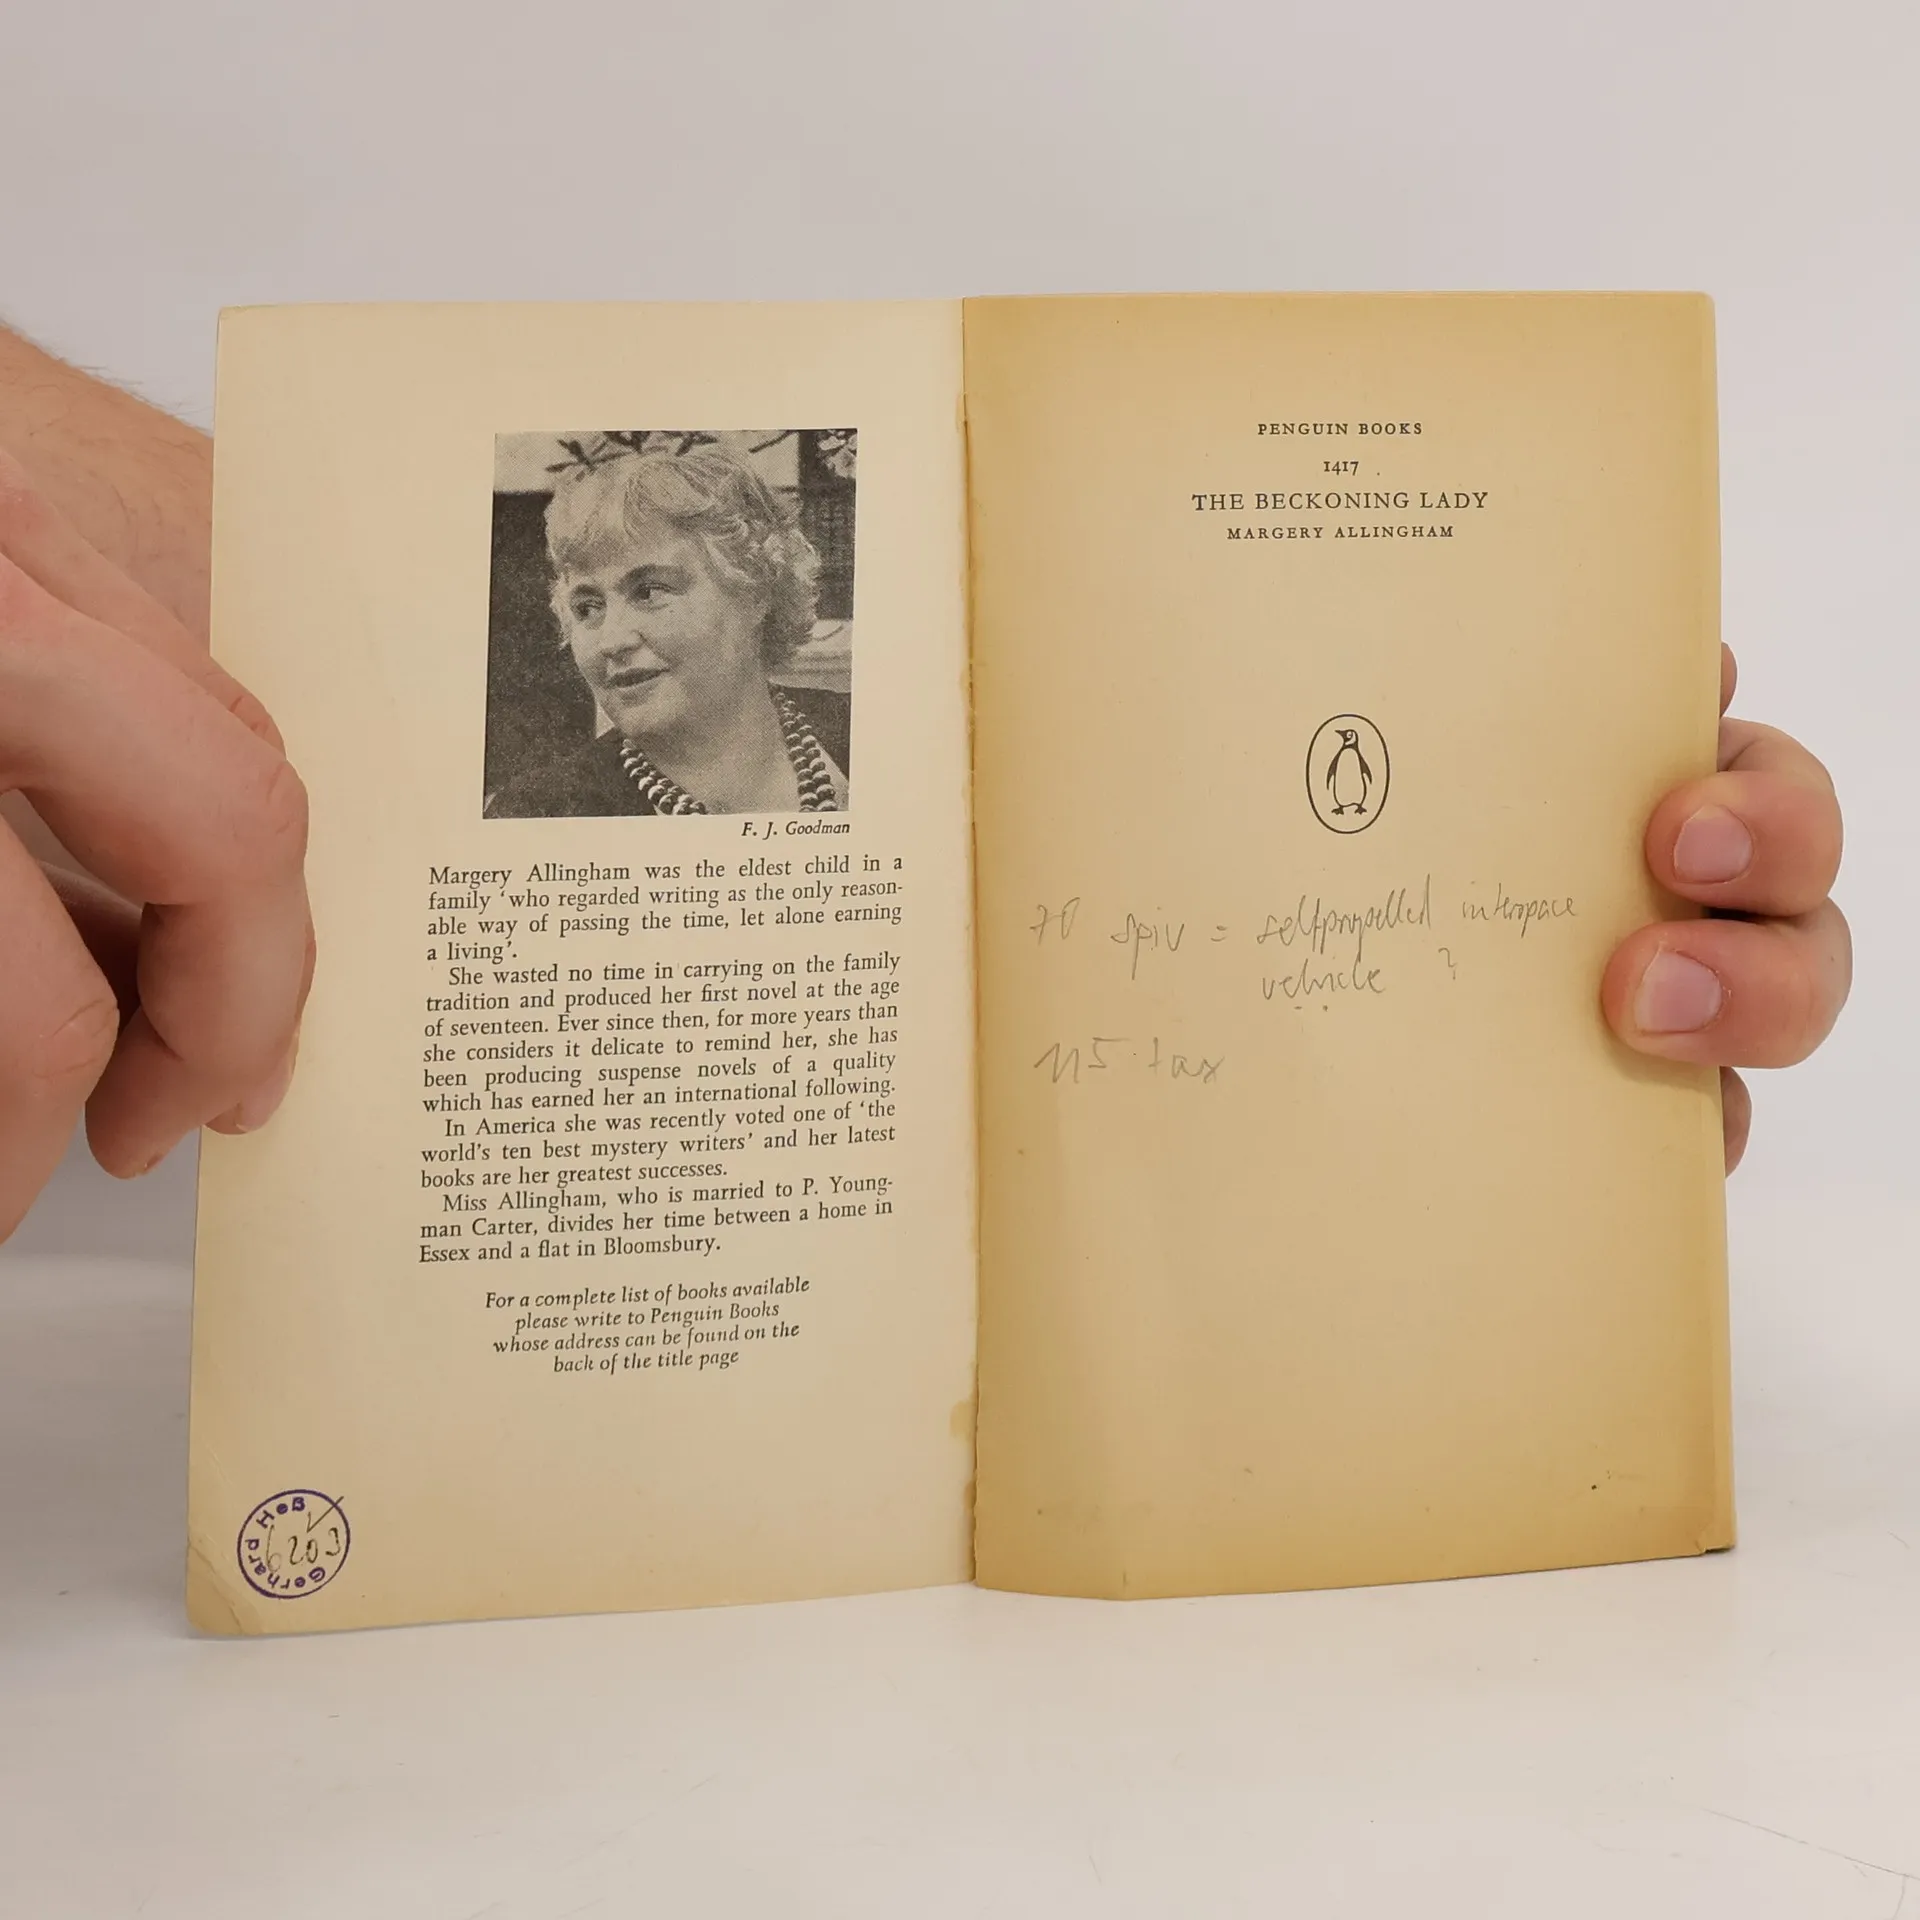 F. J. Goodman
Margery Allingham was the eldest child in a
family ‘who regarded writing as the only reason-
able way of passing the time, let alone earning
a living’.
She wasted no time in carrying on the family
tradition and produced her first novel at the age
of seventeen. Ever since then, for more years than
she considers it delicate to remind her, she has
been producing suspense novels of a quality
which has earned her an international following.
In America she was recently voted one of ‘the
world’s ten best mystery writers’ and her latest
books are her greatest successes.
Miss Allingham, who is married to P. Young-
man Carter, divides her time between a home in
Essex and a flat in Bloomsbury.
For a complete list of books available
please write to Penguin Books
whose address can be found on the
back of the title page
Gerhard Heß
6203
PENGUIN BOOKS
1417
THE BECKONING LADY
MARGERY ALLINGHAM
70 spiv = selfpropelled interspace
vehicle ?
115 tax